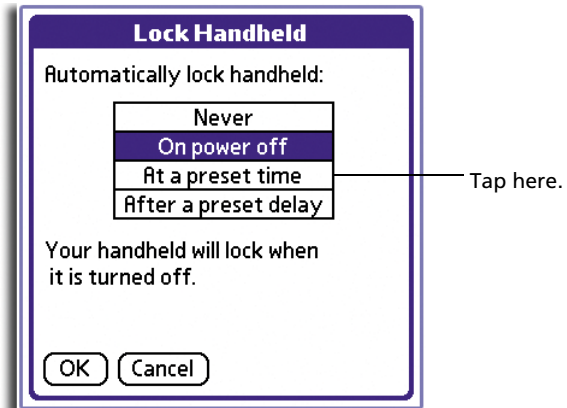 Lock Handheld
Automatically lock handheld:
Never
On power off
At a preset time
After a preset delay
Tap here.
Your handheld will lock when
it is turned off.
OK Cancel